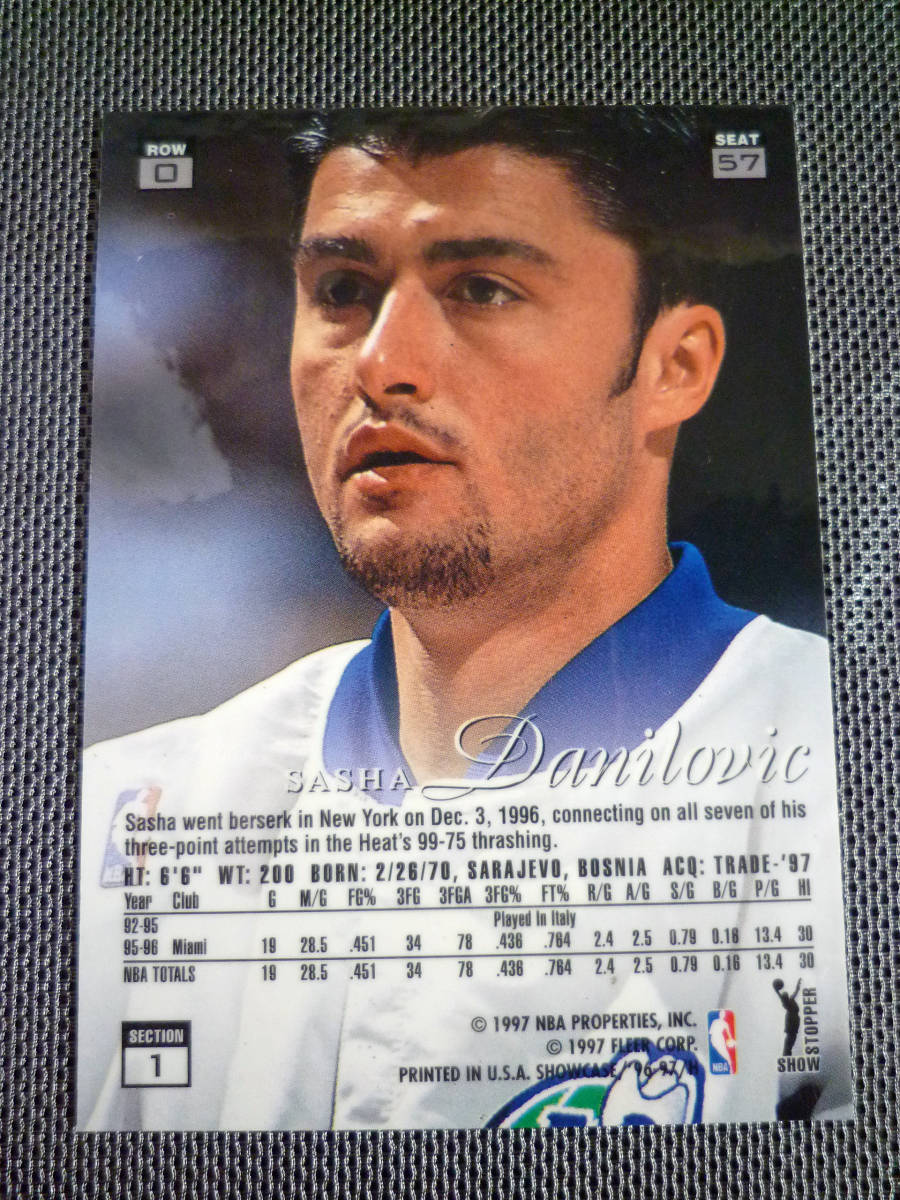 ROW
0
SEAT
57
SASHA Danilovic
Sasha went berserk in New York on Dec. 3, 1996, connecting on all seven of his
three-point attempts in the Heat's 99-75 thrashing.
HT: 6'6" WT: 200 BORN: 2/26/70, SARAJEVO, BOSNIA ACQ: TRADE-'97
Year Club G M/G FG% 3FG 3FGA 3FG% FT% R/G A/G S/G B/G P/G HI
92-95 Played In Italy
95-96 Miami 19 28.5 .451 34 78 .436 .764 2.4 2.5 0.79 0.16 13.4 30
NBA TOTALS 19 28.5 .451 34 78 .436 .764 2.4 2.5 0.79 0.16 13.4 30
SECTION
1
© 1997 NBA PROPERTIES, INC.
© 1997 FLEER CORP.
PRINTED IN U.S.A. SHOWCASE/'96-97/H
NBA
SHOW
STOPPER